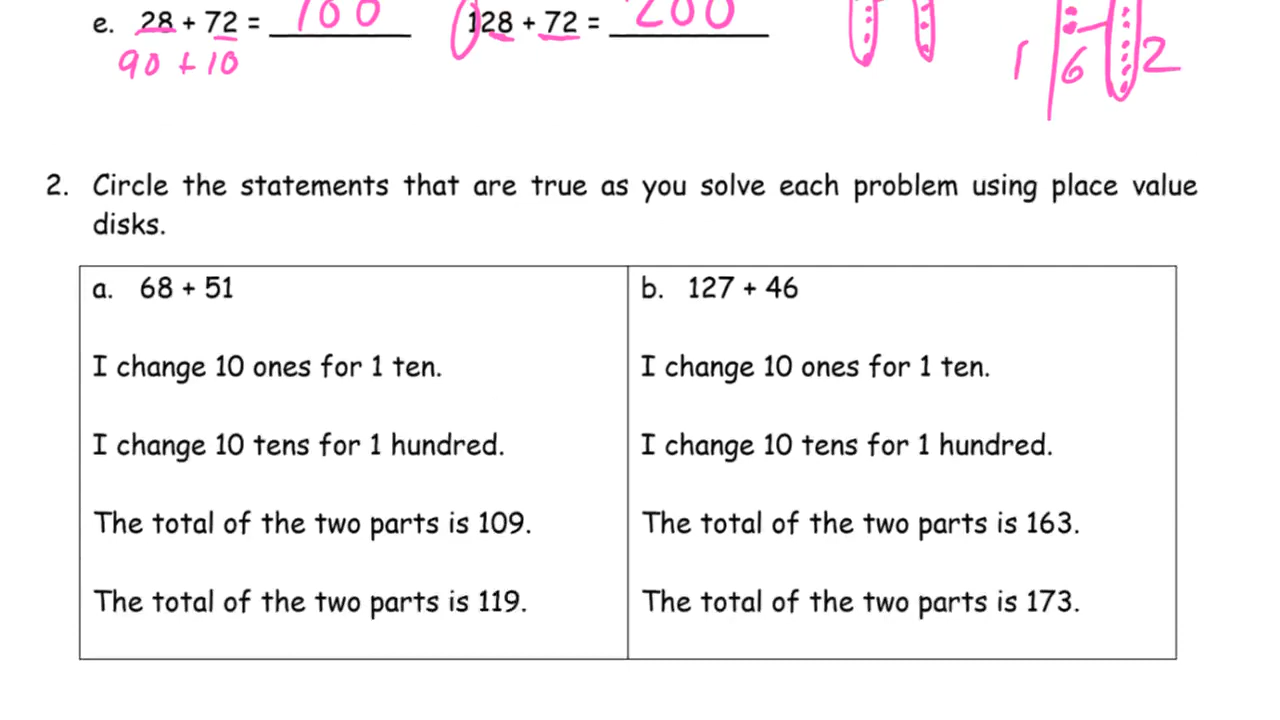 e. 28 + 72 = 100 128 + 72 = 200
90 + 10
1 6 2
2. Circle the statements that are true as you solve each problem using place value
disks.
a. 68 + 51
I change 10 ones for 1 ten.
I change 10 tens for 1 hundred.
The total of the two parts is 109.
The total of the two parts is 119.
b. 127 + 46
I change 10 ones for 1 ten.
I change 10 tens for 1 hundred.
The total of the two parts is 163.
The total of the two parts is 173.